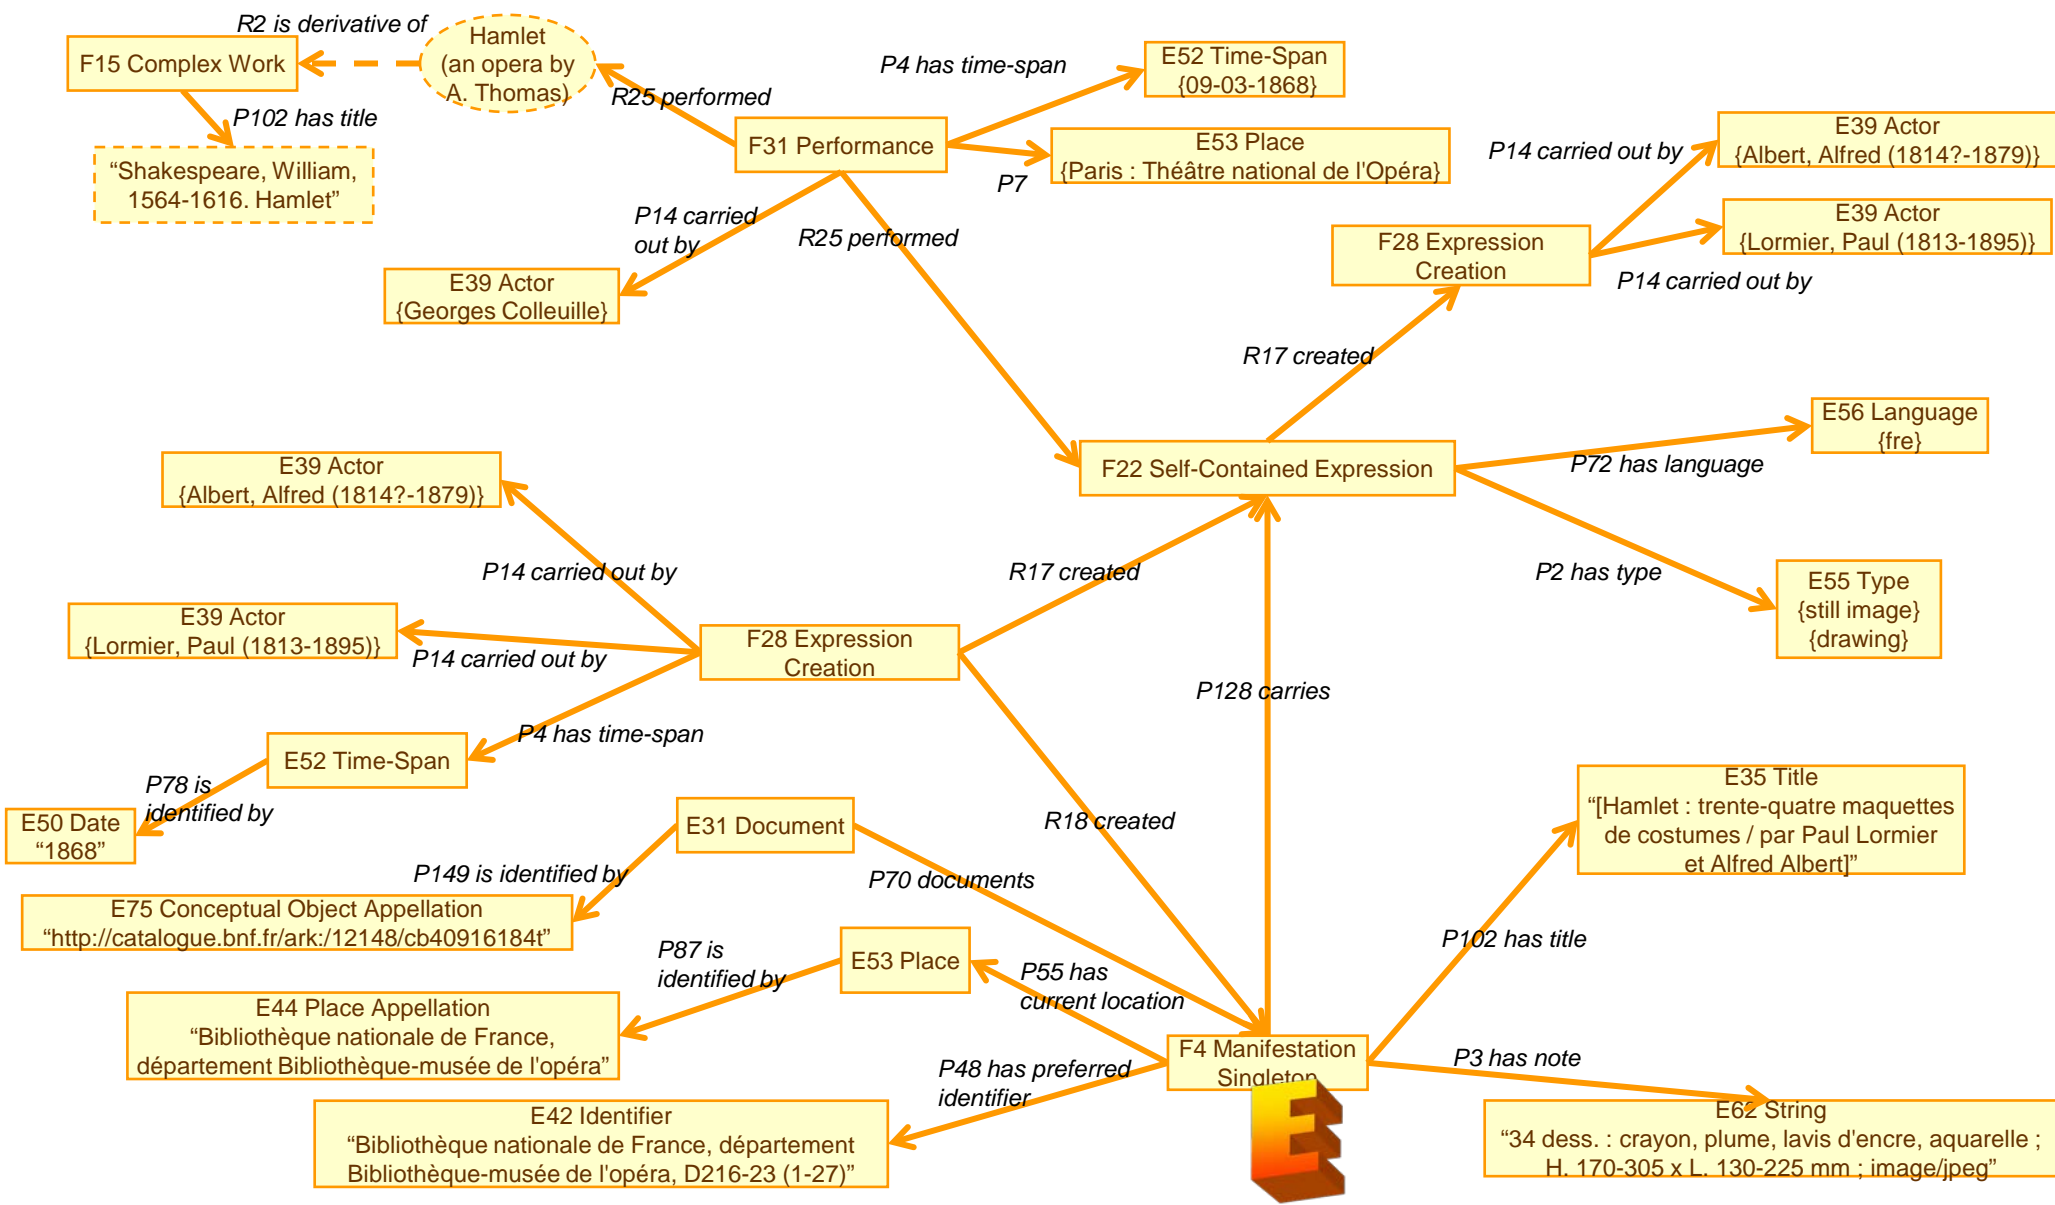 R2 is derivative of
F15 Complex Work
Hamlet
(an opera by
A. Thomas)
P102 has title
“Shakespeare, William,
1564-1616. Hamlet”
R25 performed
P4 has time-span
E52 Time-Span
{09-03-1868}
F31 Performance
E53 Place
{Paris : Théâtre national de l'Opéra}
P7
P14 carried out by
E39 Actor
{Albert, Alfred (1814?-1879)}
E39 Actor
{Lormier, Paul (1813-1895)}
P14 carried out by
F28 Expression
Creation
P14 carried
out by
R25 performed
E39 Actor
{Georges Colleuille}
R17 created
E56 Language
{fre}
P72 has language
F22 Self-Contained Expression
E39 Actor
{Albert, Alfred (1814?-1879)}
P14 carried out by
R17 created
P2 has type
E55 Type
{still image}
{drawing}
E39 Actor
{Lormier, Paul (1813-1895)}
P14 carried out by
F28 Expression
Creation
P128 carries
P4 has time-span
E52 Time-Span
P78 is
identified by
E50 Date
“1868”
E31 Document
R18 created
E35 Title
“[Hamlet : trente-quatre maquettes
de costumes / par Paul Lormier
et Alfred Albert]”
P149 is identified by
P70 documents
E75 Conceptual Object Appellation
“http://catalogue.bnf.fr/ark:/12148/cb40916184t”
P102 has title
P87 is
identified by
E53 Place
P55 has
current location
E44 Place Appellation
“Bibliothèque nationale de France,
département Bibliothèque-musée de l'opéra”
F4 Manifestation
Singleton
P3 has note
P48 has preferred
identifier
E42 Identifier
“Bibliothèque nationale de France, département
Bibliothèque-musée de l'opéra, D216-23 (1-27)”
E
E62 String
“34 dess. : crayon, plume, lavis d'encre, aquarelle ;
H. 170-305 x L. 130-225 mm ; image/jpeg”